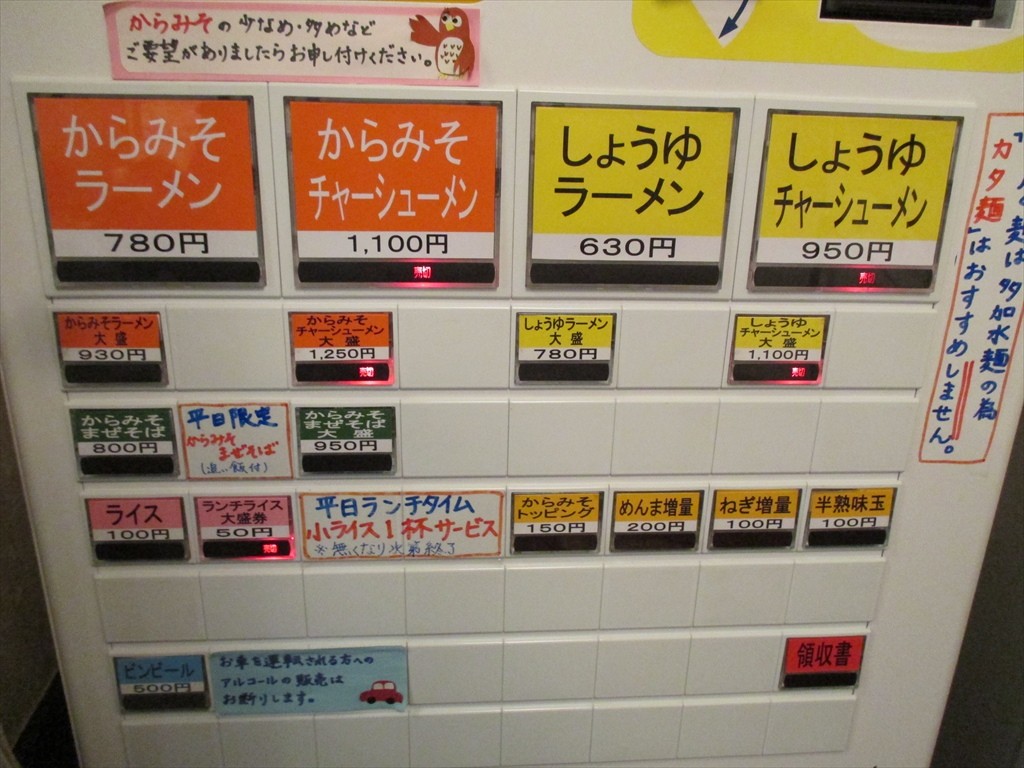 からみその少なめ・多めなど
ご要望がありましたらお申し付けください。
からみそ
ラーメン
780円
からみそ
チャーシューメン
1,100円
売切
しょうゆ
ラーメン
630円
しょうゆ
チャーシューメン
950円
売切
麺は多加水麺の為
カタ麺」はおすすめしません。
からみそラーメン
大盛
930円
からみそ
チャーシューメン
大盛
1,250円
売切
しょうゆラーメン
大盛
780円
しょうゆ
チャーシューメン
大盛
1,100円
売切
からみそ
まぜそば
800円
平日限定
からみそ
まぜそば
(追い飯付)
からみそ
まぜそば
大盛
950円
ライス
100円
ランチライス
大盛券
50円
売切
平日ランチタイム
小ライス1杯サービス
※無くなり次第終了
からみそ
トッピング
150円
めんま増量
200円
ねぎ増量
100円
半熟味玉
100円
ビンビール
500円
お車を運転される方への
アルコールの販売は
お断りします。
領収書